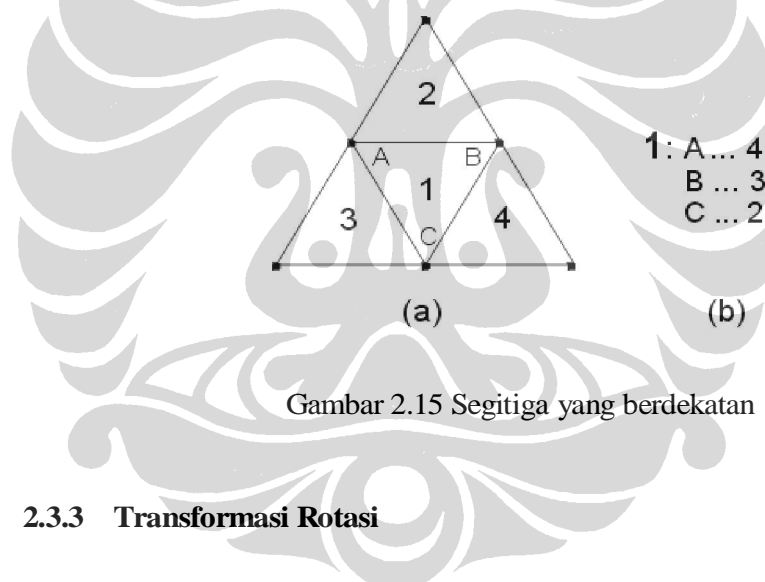 2
A B
1: A ... 4
1
B ... 3
3 C 4
C ... 2
(a) (b)
Gambar 2.15 Segitiga yang berdekatan
2.3.3 Transformasi Rotasi